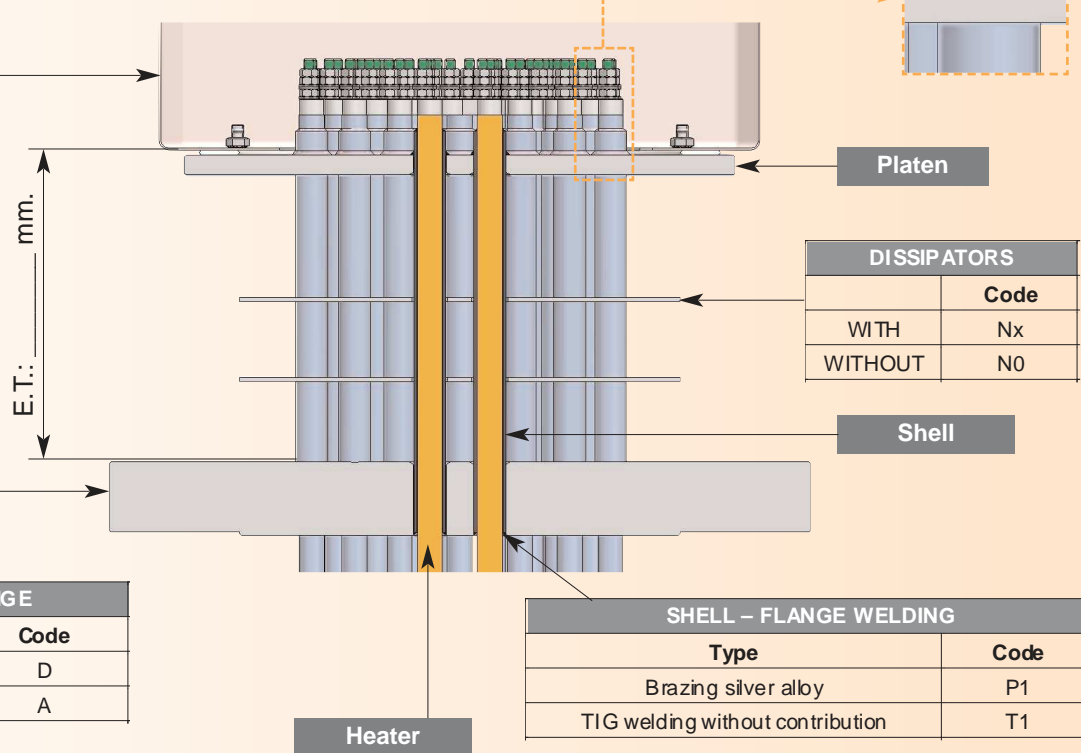 Platen
E.T.: ______ mm.
DISSIPATORS
Code
WITH Nx
WITHOUT N0
Shell
GE
Code
D
A
SHELL – FLANGE WELDING
Type Code
Brazing silver alloy P1
TIG welding without contribution T1
Heater